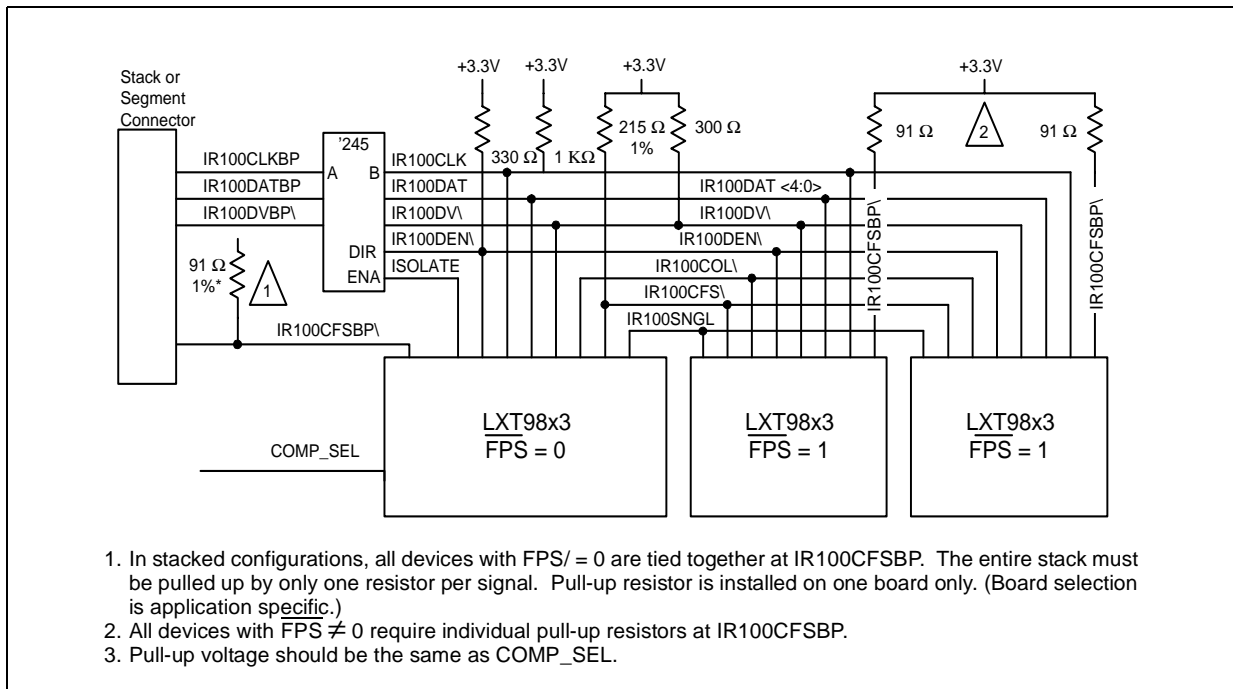 +3.3V +3.3V +3.3V +3.3V
Stack or
Segment
Connector
'245
330 Ω 1 KΩ
215 Ω
1%
300 Ω
91 Ω
2
91 Ω
IR100CLKBP
A B
IR100CLK
IR100DATBP
IR100DAT
IR100DAT <4:0>
IR100DVBP\
IR100DV\
IR100DV\
DIR
IR100DEN\
IR100DEN\
ENA
ISOLATE
91 Ω
1%*
1
IR100COL\
IR100CFS\
IR100SNGL
IR100CFSBP\
IR100CFSBP\
IR100CFSBP\
LXT98x3
FPS = 0
LXT98x3
FPS = 1
LXT98x3
FPS = 1
COMP_SEL
1. In stacked configurations, all devices with FPS/ = 0 are tied together at IR100CFSBP. The entire stack must
be pulled up by only one resistor per signal. Pull-up resistor is installed on one board only. (Board selection
is application specific.)
2. All devices with FPS ≠ 0 require individual pull-up resistors at IR100CFSBP.
3. Pull-up voltage should be the same as COMP_SEL.